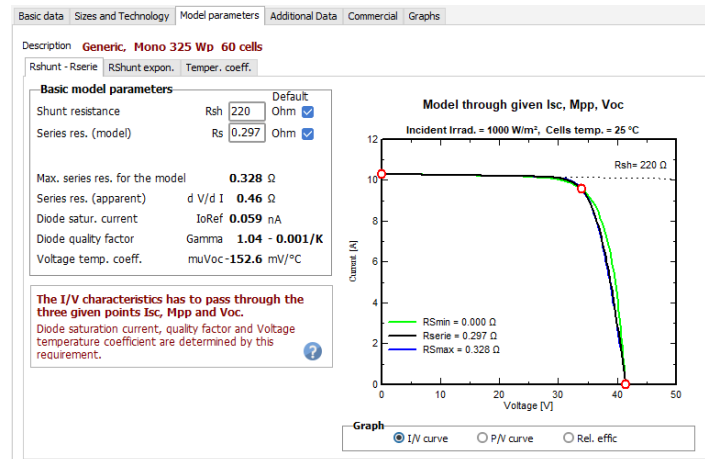 Basic data Sizes and Technology Model parameters Additional Data Commercial Graphs
Description Generic, Mono 325 Wp 60 cells
Rshunt - Rserie RShunt expon. Temper. coeff.
Basic model parameters
Default
Shunt resistance Rsh 220 Ohm
Series res. (model) Rs 0.297 Ohm
Max. series res. for the model 0.328 Ω
Series res. (apparent) d V/d I 0.46 Ω
Diode satur. current IoRef 0.059 nA
Diode quality factor Gamma 1.04 - 0.001/K
Voltage temp. coeff. muVoc -152.6 mV/°C
The I/V characteristics has to pass through the
three given points Isc, Mpp and Voc.
Diode saturation current, quality factor and Voltage
temperature coefficient are determined by this
requirement.
?
Model through given Isc, Mpp, Voc
Incident Irrad. = 1000 W/m², Cells temp. = 25 °C
12
10
8
6
4
2
0
Current [A]
Rsh= 220 Ω
RSmin = 0.000 Ω
Rserie = 0.297 Ω
RSmax = 0.328 Ω
0 10 20 30 40 50
Voltage [V]
Graph
I/V curve P/V curve Rel. effic